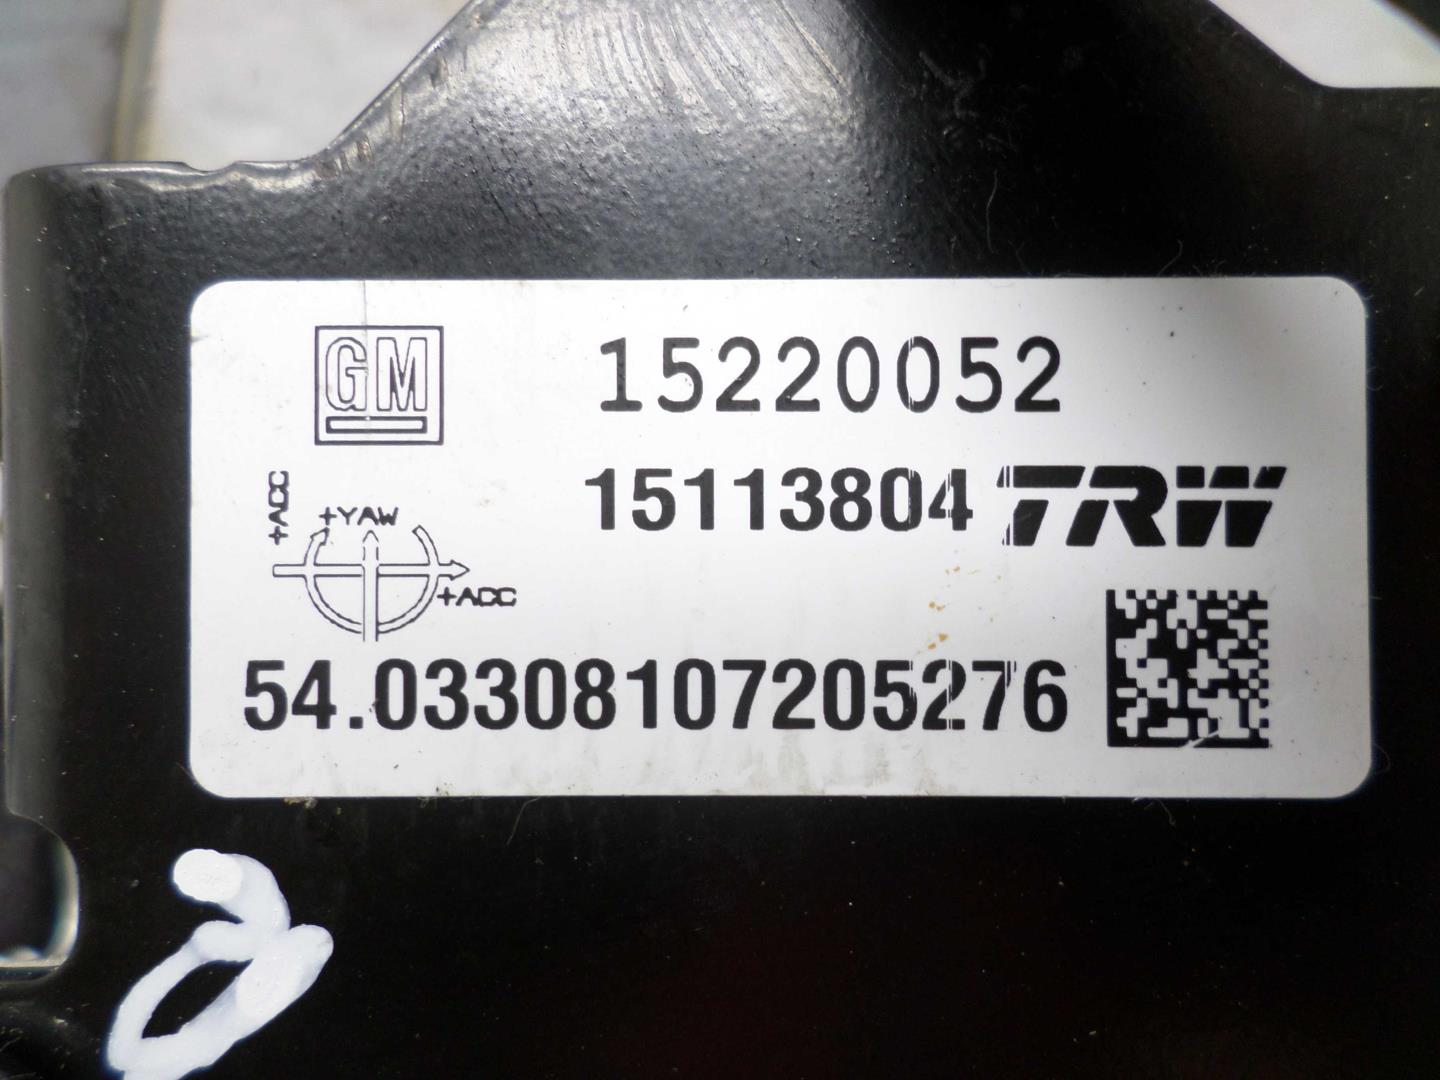 GM 15220052
15113804 TRW
+ACC
+YAW
+ACC
54.03308107205276